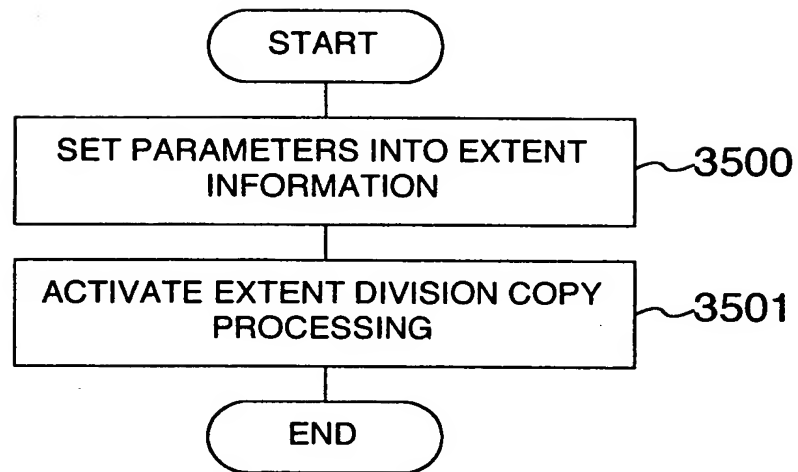 START
SET PARAMETERS INTO EXTENT
INFORMATION
3500
ACTIVATE EXTENT DIVISION COPY
PROCESSING
3501
END